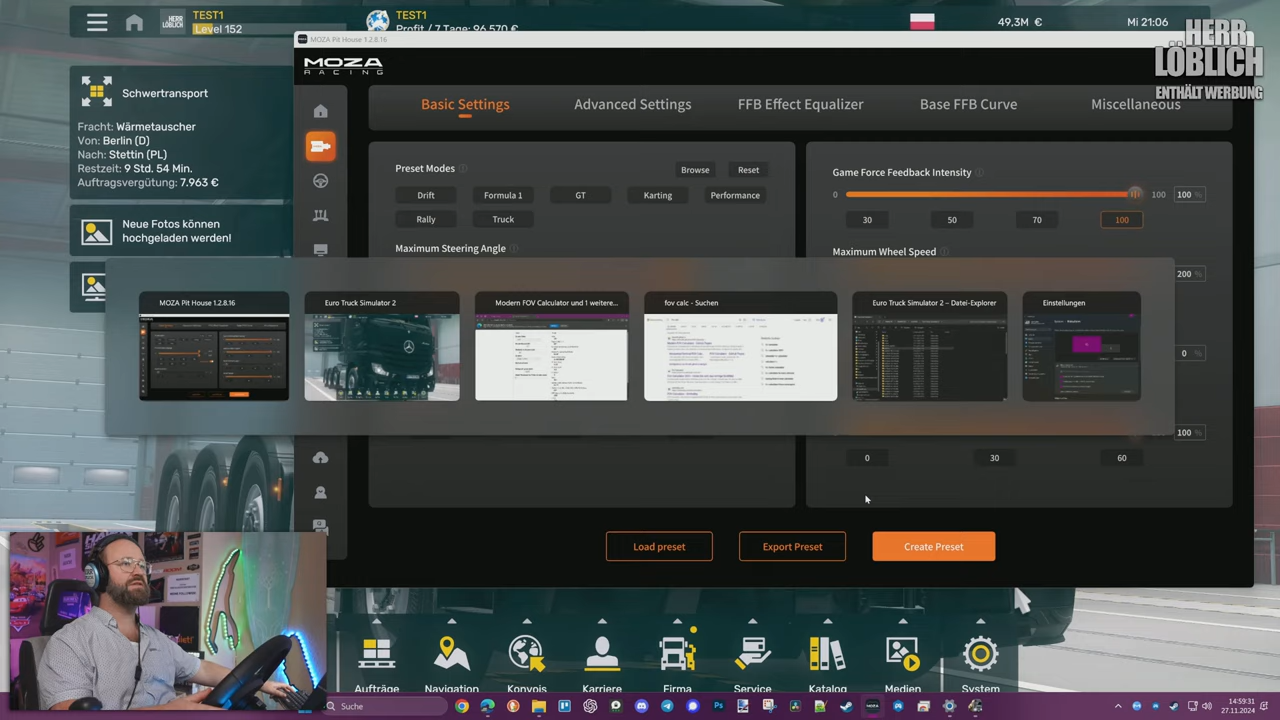 TEST1
Level 152
TEST1
Profit / 7 Tage: 96.570 €
49,3M €
Mi 21:06
HERR
LÖBLICH
HERR
LÖBLICH
ENTHÄLT WERBUNG
MOZA Pit House 1.2.8.16
MOZA
RACING
Schwertransport
Fracht: Wärmetauscher
Von: Berlin (D)
Nach: Stettin (PL)
Restzeit: 9 Std. 54 Min.
Auftragsvergütung: 7.963 €
Neue Fotos können
hochgeladen werden!
Basic Settings
Advanced Settings
FFB Effect Equalizer
Base FFB Curve
Miscellaneous
Preset Modes
Browse
Reset
Drift
Formula 1
GT
Karting
Performance
Rally
Truck
Maximum Steering Angle
Game Force Feedback Intensity
0
100
100 %
30
50
70
100
Maximum Wheel Speed
200
0
100
0
30
60
MOZA Pit House 1.2.8.16
Euro Truck Simulator 2
Modern FOV Calculator und 1 weitere...
fov calc - Suchen
Euro Truck Simulator 2 – Datei-Explorer
Einstellungen
Load preset
Export Preset
Create Preset
Aufträge
Navigation
Konvois
Karriere
Firma
Service
Katalog
Medien
System
Suche
14:59:31
27.11.2024